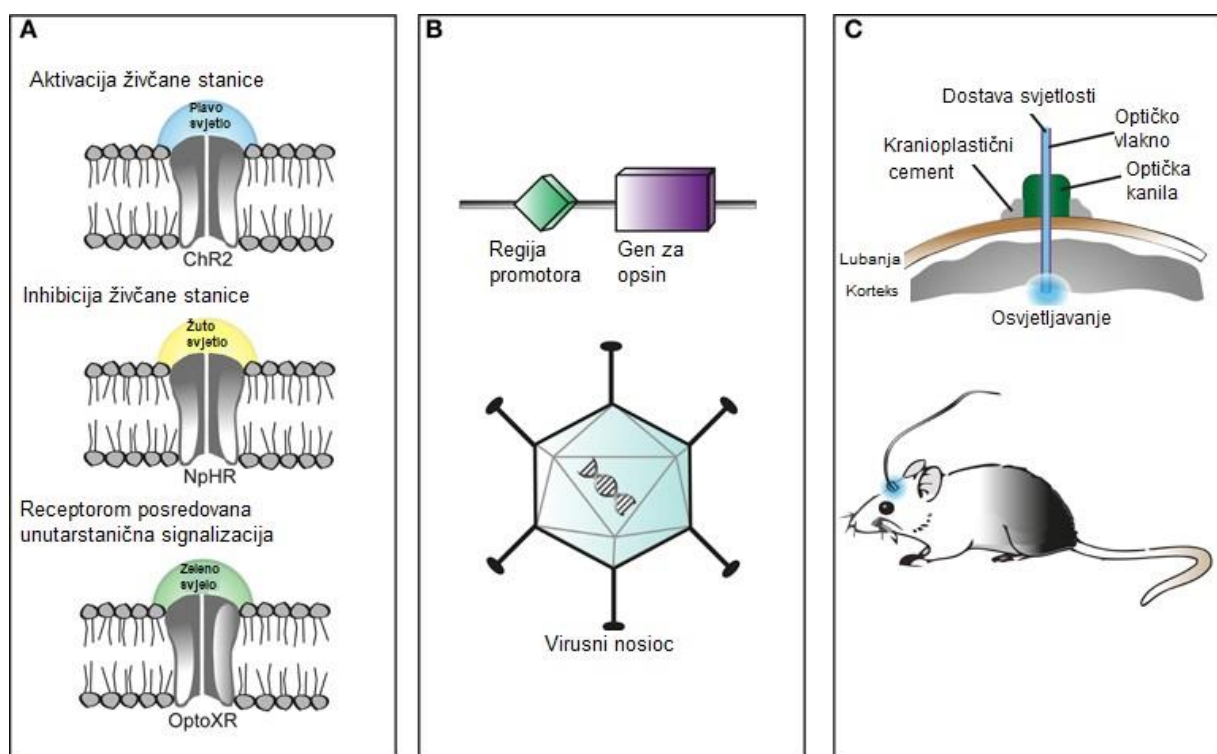 A
Aktivacija živčane stanice
Plavo
svjetlo
ChR2
Inhibicija živčane stanice
Žuto
svjetlo
NpHR
Receptorom posredovana
unutarstanična signalizacija
Zeleno
svjelo
OptoXR
B
Regija
promotora
Gen za
opsin
Virusni nosioc
C
Dostava svjetlosti
Optičko
vlakno
Kranioplastični
cement
Optička
kanila
Lubanja
Korteks
Osvjetljavanje